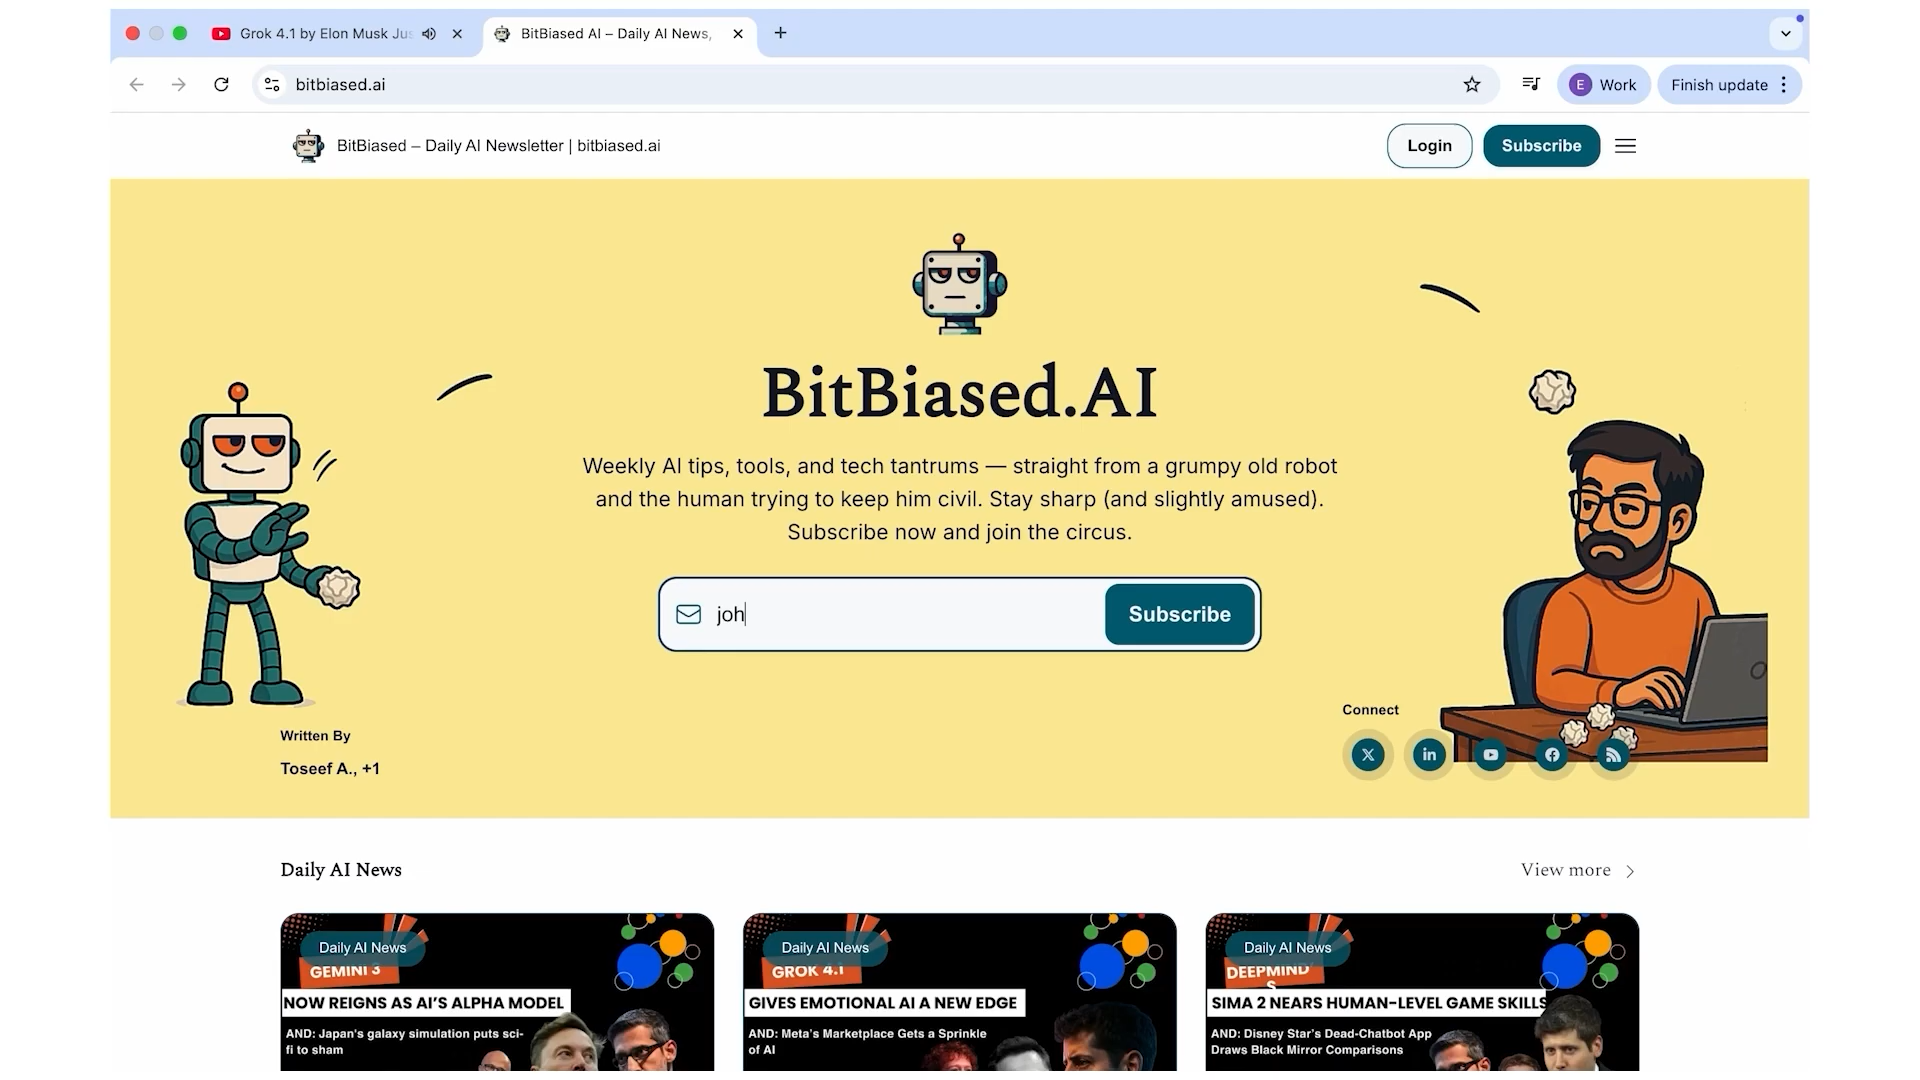 Grok 4.1 by Elon Musk Jus
BitBiased AI – Daily AI News,
bitbiased.ai
E Work
Finish update
BitBiased – Daily AI Newsletter | bitbiased.ai
Login
Subscribe
BitBiased.AI
Weekly AI tips, tools, and tech tantrums — straight from a grumpy old robot
and the human trying to keep him civil. Stay sharp (and slightly amused).
Subscribe now and join the circus.
joh
Subscribe
Written By
Toseef A., +1
Connect
Daily AI News
View more
Daily AI News
GEMINI 3
NOW REIGNS AS AI'S ALPHA MODEL
AND: Japan's galaxy simulation puts sci-
fi to sham
Daily AI News
GROK 4.1
GIVES EMOTIONAL AI A NEW EDGE
AND: Meta's Marketplace Gets a Sprinkle
of AI
Daily AI News
DEEPMIND'
S
SIMA 2 NEARS HUMAN-LEVEL GAME SKILLS
AND: Disney Star's Dead-Chatbot App
Draws Black Mirror Comparisons